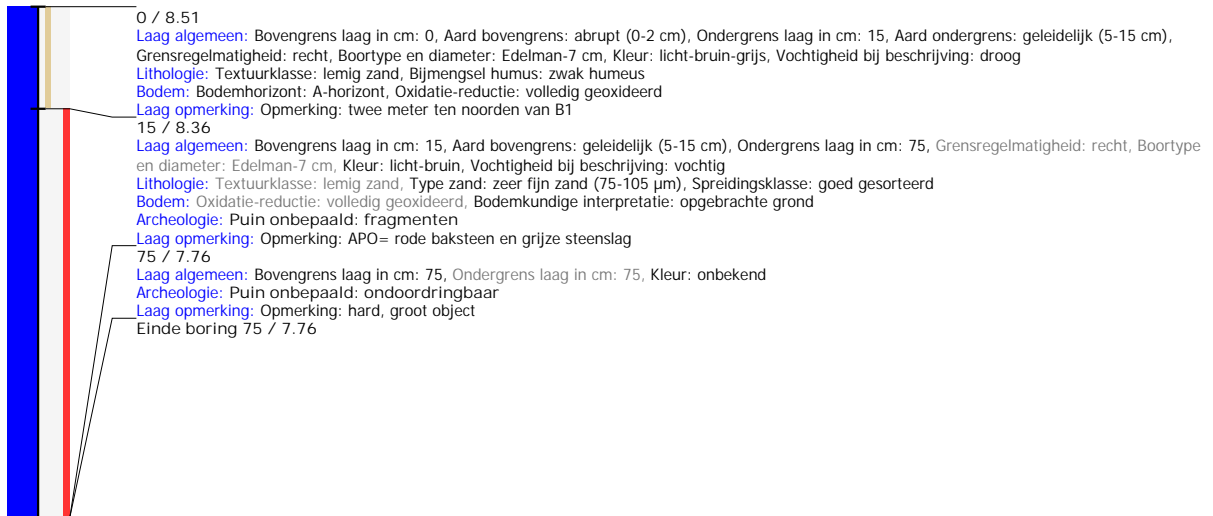 0 / 8.51
Laag algemeen: Bovengrens laag in cm: 0, Aard bovengrens: abrupt (0-2 cm), Ondergrens laag in cm: 15, Aard ondergrens: geleidelijk (5-15 cm),
Grensregelmatigheid: recht, Boortype en diameter: Edelman-7 cm, Kleur: licht-bruin-grijs, Vochtigheid bij beschrijving: droog
Lithologie: Textuurklasse: lemig zand, Bijmengsel humus: zwak humeus
Bodem: Bodemhorizont: A-horizont, Oxidatie-reductie: volledig geoxideerd
Laag opmerking: Opmerking: twee meter ten noorden van B1
15 / 8.36
Laag algemeen: Bovengrens laag in cm: 15, Aard bovengrens: geleidelijk (5-15 cm), Ondergrens laag in cm: 75, Grensregelmatigheid: recht, Boortype
en diameter: Edelman-7 cm, Kleur: licht-bruin, Vochtigheid bij beschrijving: vochtig
Lithologie: Textuurklasse: lemig zand, Type zand: zeer fijn zand (75-105 µm), Spreidingsklasse: goed gesorteerd
Bodem: Oxidatie-reductie: volledig geoxideerd, Bodemkundige interpretatie: opgebrachte grond
Archeologie: Puin onbepaald: fragmenten
Laag opmerking: Opmerking: APO= rode baksteen en grijze steenslag
75 / 7.76
Laag algemeen: Bovengrens laag in cm: 75, Ondergrens laag in cm: 75, Kleur: onbekend
Archeologie: Puin onbepaald: ondoordringbaar
Laag opmerking: Opmerking: hard, groot object
Einde boring 75 / 7.76